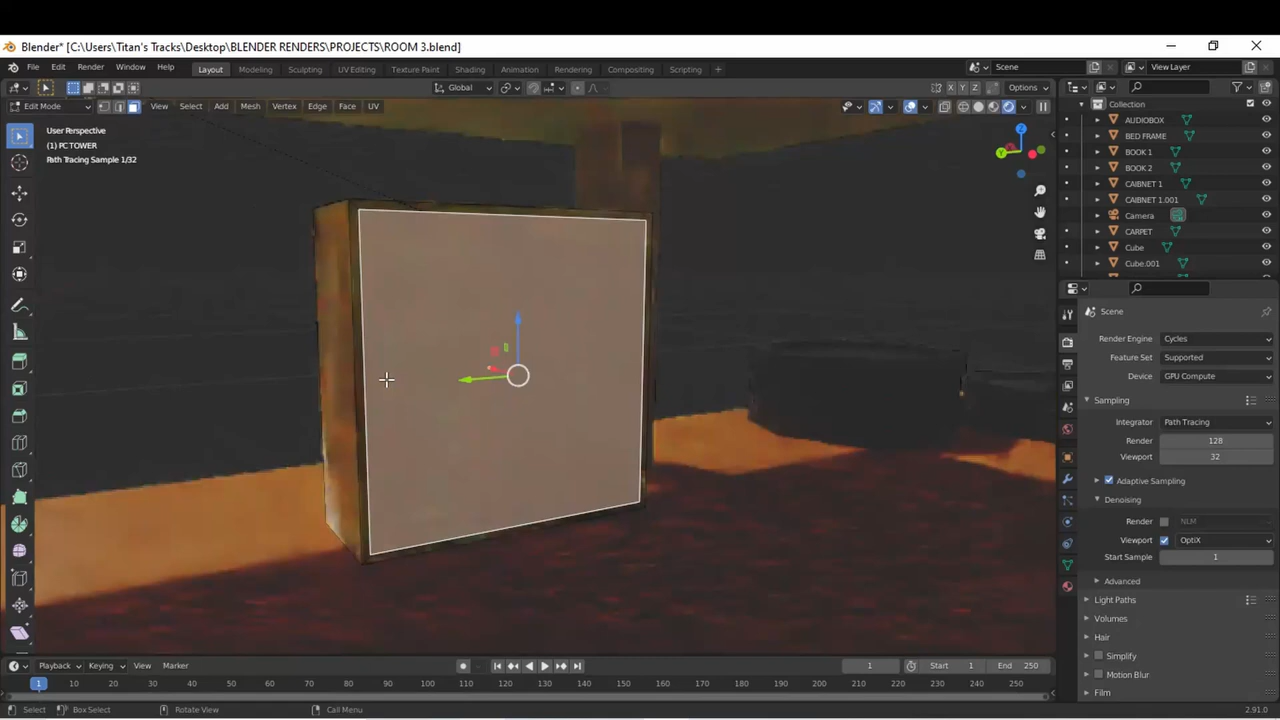 Blender* [C:\Users\Titan's Tracks\Desktop\BLENDER RENDERS\PROJECTS\ROOM 3.blend]
File Edit Render Window Help Layout Modeling Sculpting UV Editing Texture Paint Shading Animation Rendering Compositing Scripting + Scene View Layer
Global X Y Z Options
Edit Mode View Select Add Mesh Vertex Edge Face UV
User Perspective
(1) PC TOWER
Path Tracing Sample 1/32
Z
Y
Collection
AUDIOBOX
BED FRAME
BOOK 1
BOOK 2
CAIBNET 1
CAIBNET 1.001
Camera
CARPET
Cube
Cube.001
Scene
Render Engine Cycles
Feature Set Supported
Device GPU Compute
Sampling
Integrator Path Tracing
Render 128
Viewport 32
Adaptive Sampling
Denoising
Render NLM
Viewport OptiX
Start Sample 1
Advanced
Light Paths
Volumes
Hair
Simplify
Motion Blur
Film
Playback Keying View Marker 1 Start 1 End 250
1 10 20 30 40 50 60 70 80 90 100 110 120 130 140 150 160 170 180 190 200 210 220 230 240 250
Select Box Select Rotate View Call Menu 2.91.0